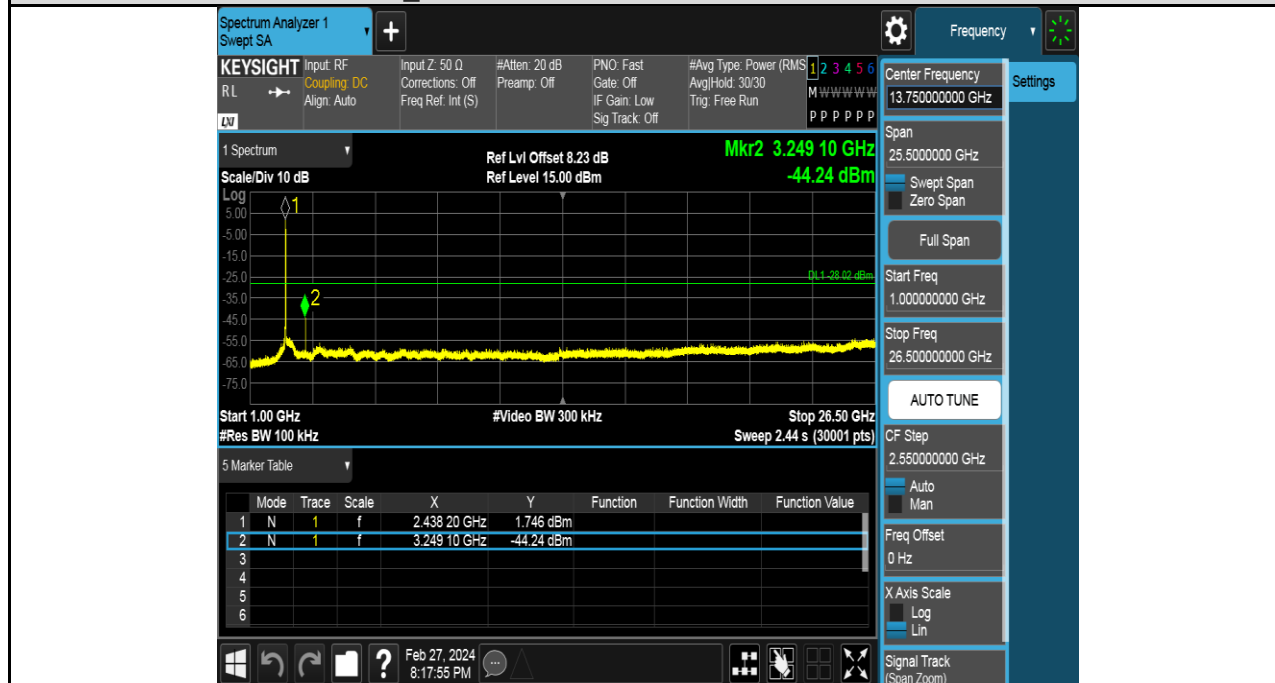 Spectrum Analyzer 1
Swept SA
Frequency
KEYSIGHT
RL
LXI
Input: RF
Coupling: DC
Align: Auto
Input Z: 50 Ω
Corrections: Off
Freq Ref: Int (S)
#Atten: 20 dB
Preamp: Off
PNO: Fast
Gate: Off
IF Gain: Low
Sig Track: Off
#Avg Type: Power (RMS
Avg|Hold: 30/30
Trig: Free Run
1 2 3 4 5 6
M W W W W W
P P P P P P
1 Spectrum
Scale/Div 10 dB
Ref Lvl Offset 8.23 dB
Ref Level 15.00 dBm
Mkr2 3.249 10 GHz
-44.24 dBm
Log
5.00
-5.00
-15.0
-25.0
-35.0
-45.0
-55.0
-65.0
-75.0
1
2
DL1 -28.02 dBm
Start 1.00 GHz
#Video BW 300 kHz
Stop 26.50 GHz
#Res BW 100 kHz
Sweep 2.44 s (30001 pts)
5 Marker Table
Mode Trace Scale X Y Function Function Width Function Value
1 N 1 f 2.438 20 GHz 1.746 dBm
2 N 1 f 3.249 10 GHz -44.24 dBm
3
4
5
6
Feb 27, 2024
8:17:55 PM
Center Frequency
13.750000000 GHz
Settings
Span
25.5000000 GHz
Swept Span
Zero Span
Full Span
Start Freq
1.000000000 GHz
Stop Freq
26.500000000 GHz
AUTO TUNE
CF Step
2.550000000 GHz
Auto
Man
Freq Offset
0 Hz
X Axis Scale
Log
Lin
Signal Track
(Span Zoom)